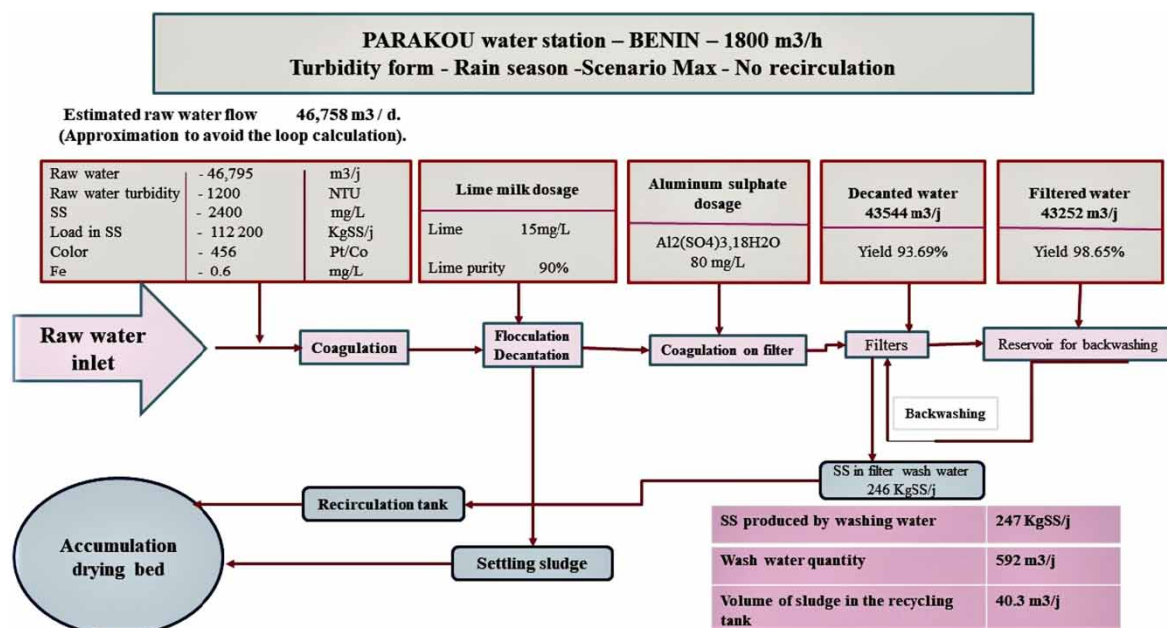 PARAKOU water station – BENIN – 1800 m3/h
Turbidity form - Rain season -Scenario Max - No recirculation
Estimated raw water flow 46,758 m3 / d.
(Approximation to avoid the loop calculation).
Raw water - 46,795 m3/j
Raw water turbidity - 1200 NTU
SS - 2400 mg/L
Load in SS - 112 200 KgSS/j
Color - 456 Pt/Co
Fe - 0.6 mg/L
Lime milk dosage
Lime 15mg/L
Lime purity 90%
Aluminum sulphate
dosage
Al2(SO4)3,18H2O
80 mg/L
Decanted water
43544 m3/j
Yield 93.69%
Filtered water
43252 m3/j
Yield 98.65%
Raw water
inlet
Coagulation
Flocculation
Decantation
Coagulation on filter
Filters
Reservoir for backwashing
Backwashing
SS in filter wash water
246 KgSS/j
Recirculation tank
Accumulation
drying bed
Settling sludge
SS produced by washing water 247 KgSS/j
Wash water quantity 592 m3/j
Volume of sludge in the recycling 40.3 m3/j
tank